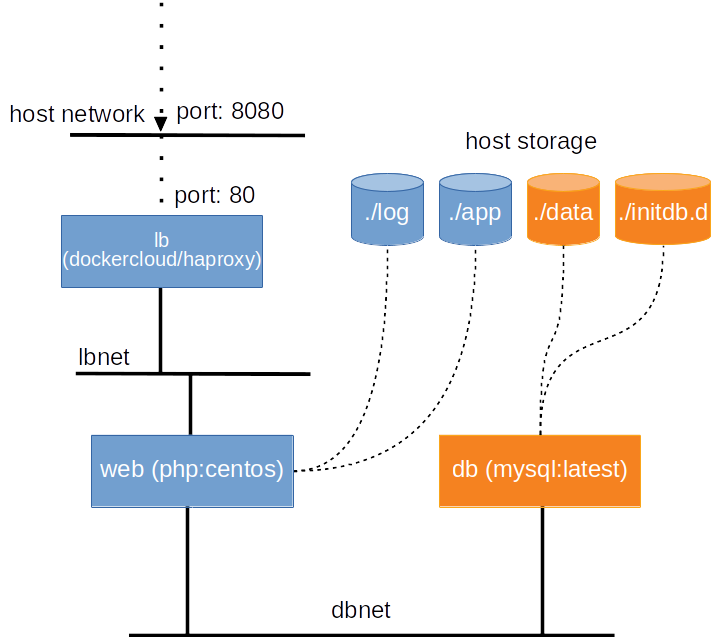 host network
port: 8080
host storage
port: 80
./log
./app
./data
./initdb.d
lb
(dockercloud/haproxy)
lbnet
web (php:centos)
db (mysql:latest)
dbnet